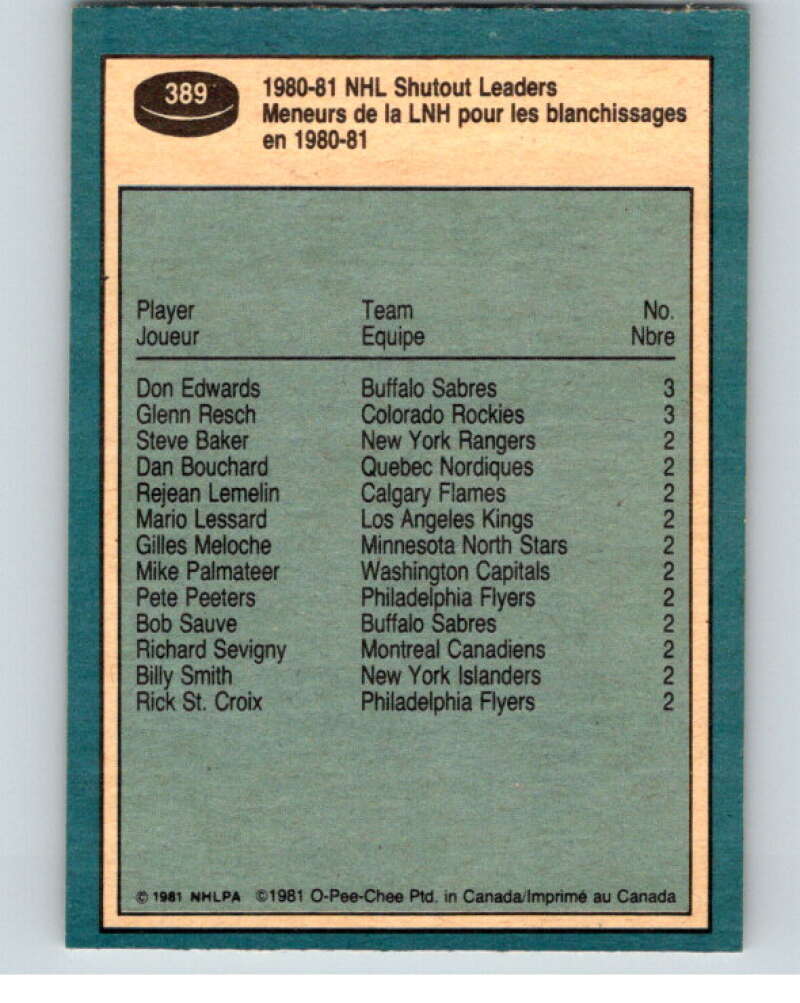 389
1980-81 NHL Shutout Leaders
Meneurs de la LNH pour les blanchissages
en 1980-81
Player Team No.
Joueur Equipe Nbre
Don Edwards Buffalo Sabres 3
Glenn Resch Colorado Rockies 3
Steve Baker New York Rangers 2
Dan Bouchard Quebec Nordiques 2
Rejean Lemelin Calgary Flames 2
Mario Lessard Los Angeles Kings 2
Gilles Meloche Minnesota North Stars 2
Mike Palmateer Washington Capitals 2
Pete Peeters Philadelphia Flyers 2
Bob Sauve Buffalo Sabres 2
Richard Sevigny Montreal Canadiens 2
Billy Smith New York Islanders 2
Rick St. Croix Philadelphia Flyers 2
© 1981 NHLPA ©1981 O-Pee-Chee Ptd. in Canada/Imprimé au Canada